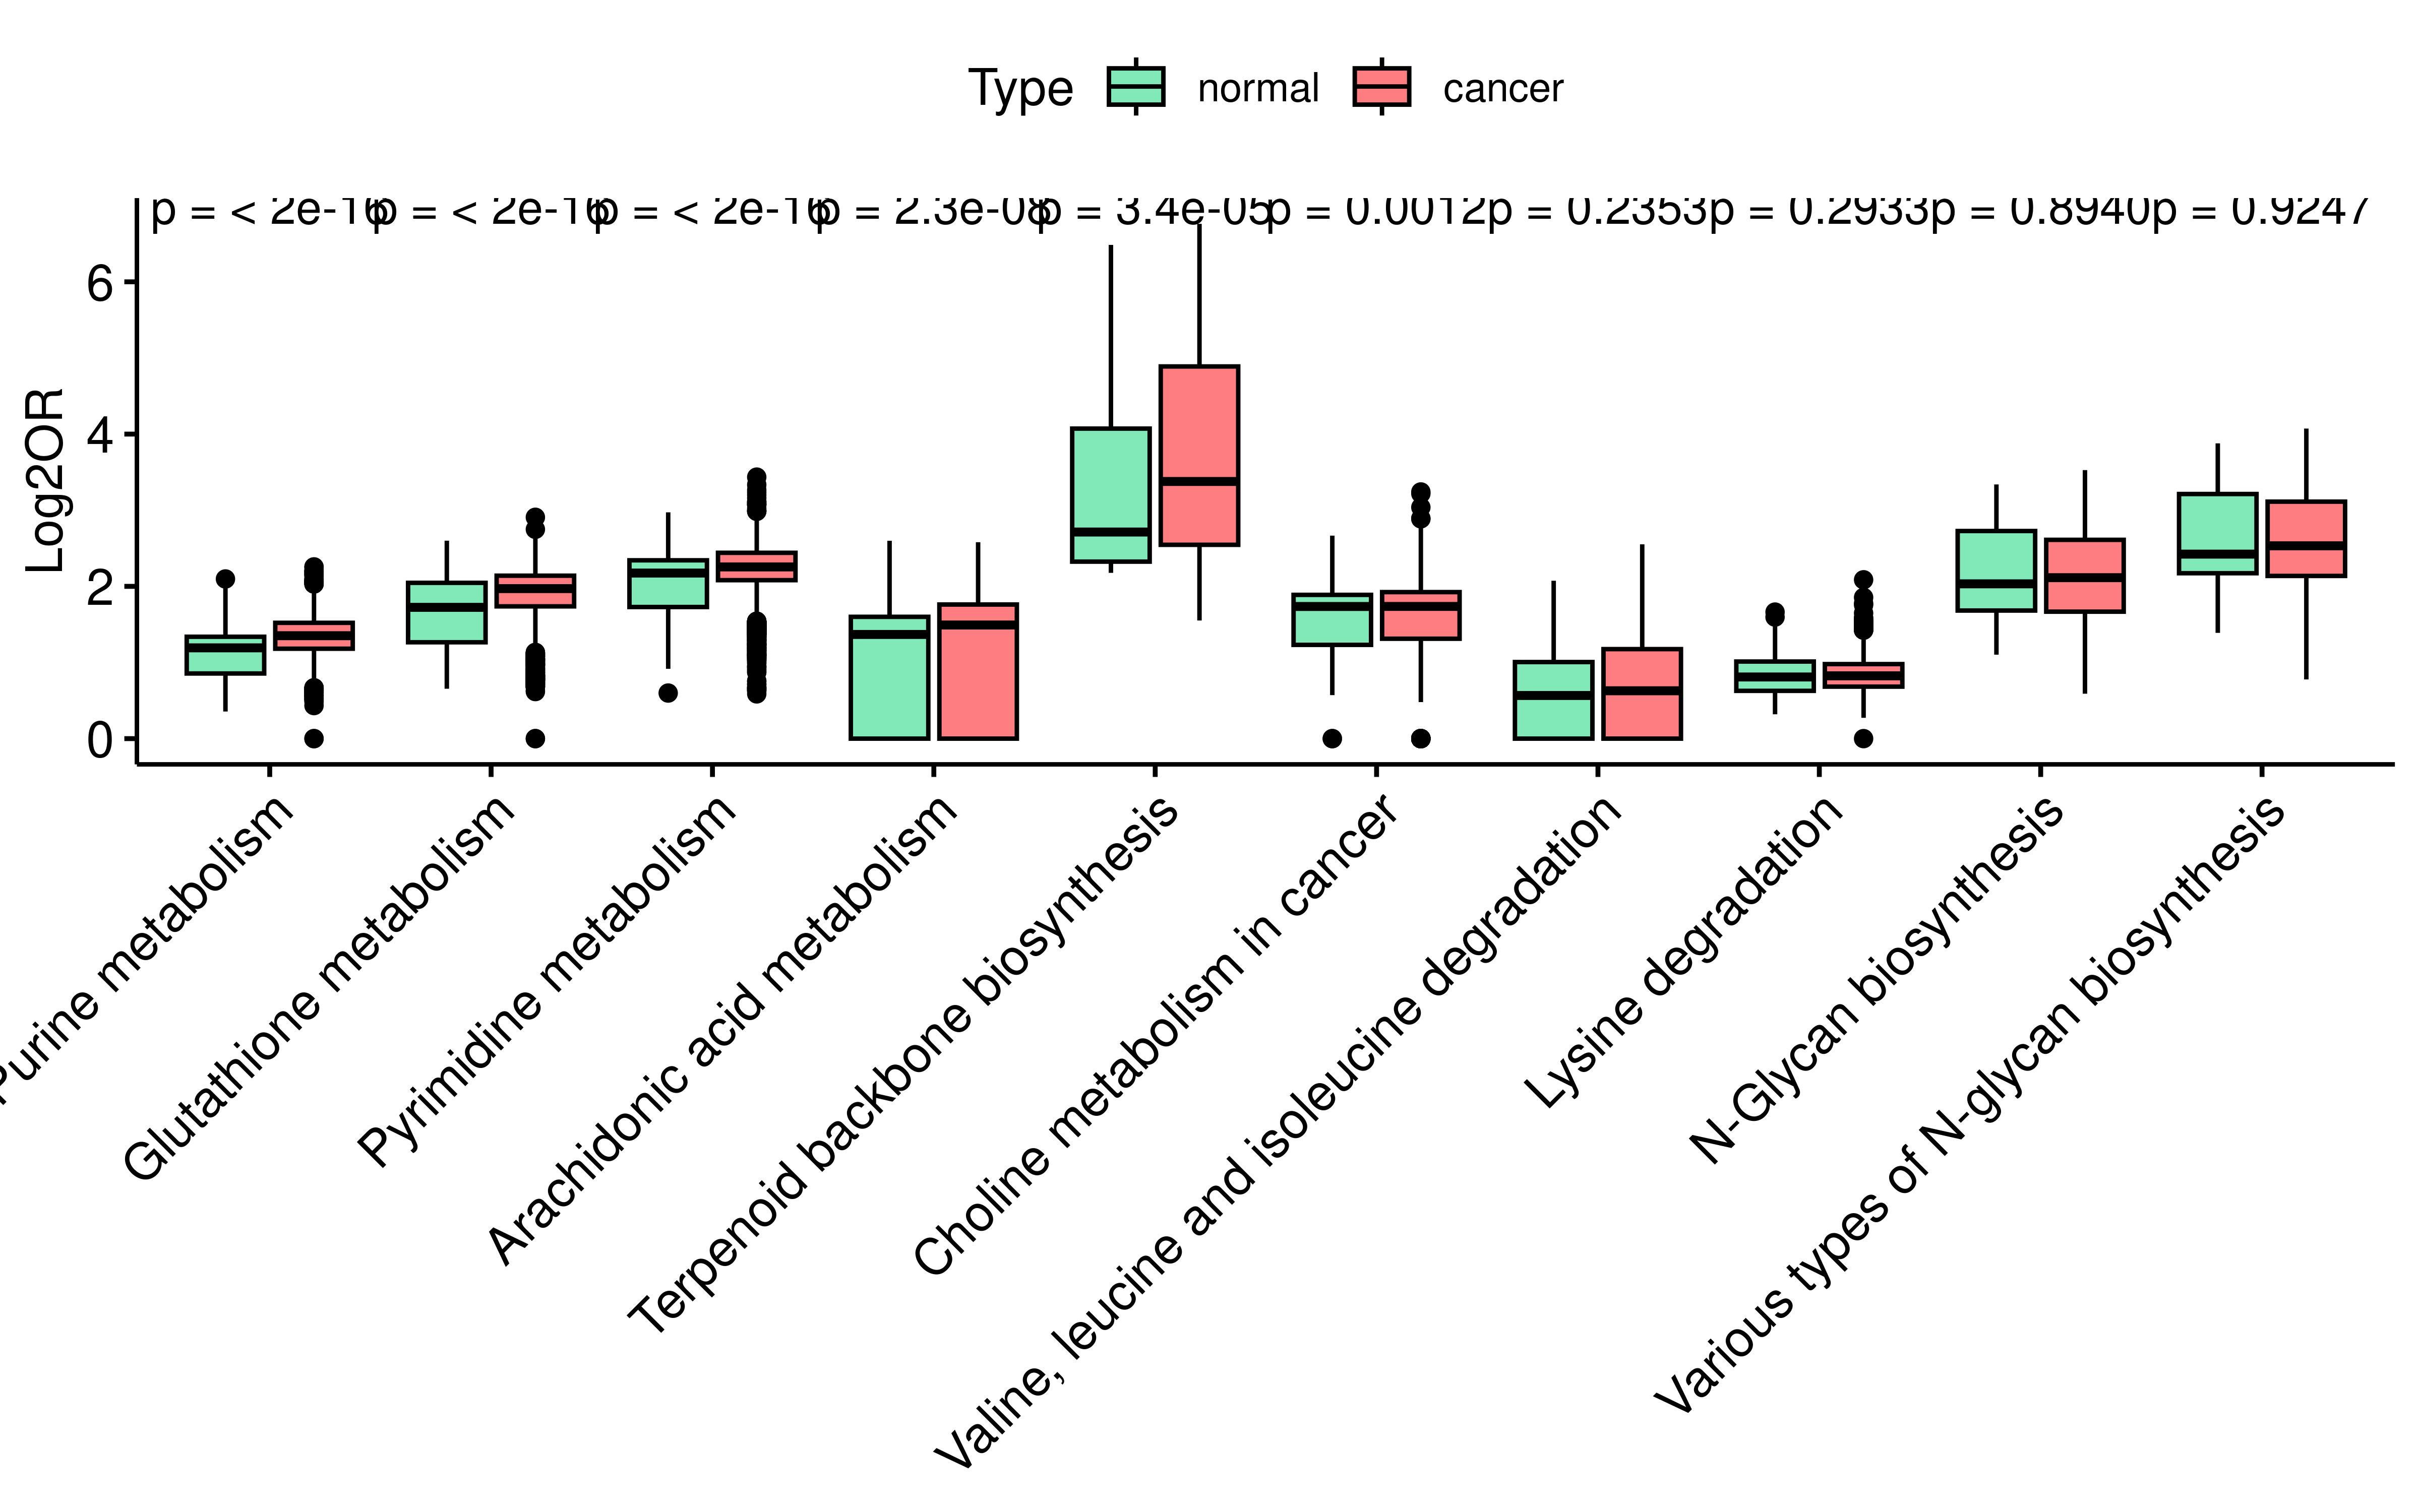 Type normal cancer
p = < 2e-16 p = < 2e-16 p = < 2e-16 p = 2.3e-08 p = 3.4e-05 p = 0.0012 p = 0.2353 p = 0.2933 p = 0.8940 p = 0.9247
Log2OR
6
4
2
0
Purine metabolism
Glutathione metabolism
Pyrimidine metabolism
Arachidonic acid metabolism
Terpenoid backbone biosynthesis
Choline metabolism in cancer
Valine, leucine and isoleucine degradation
Lysine degradation
N-Glycan biosynthesis
Various types of N-glycan biosynthesis